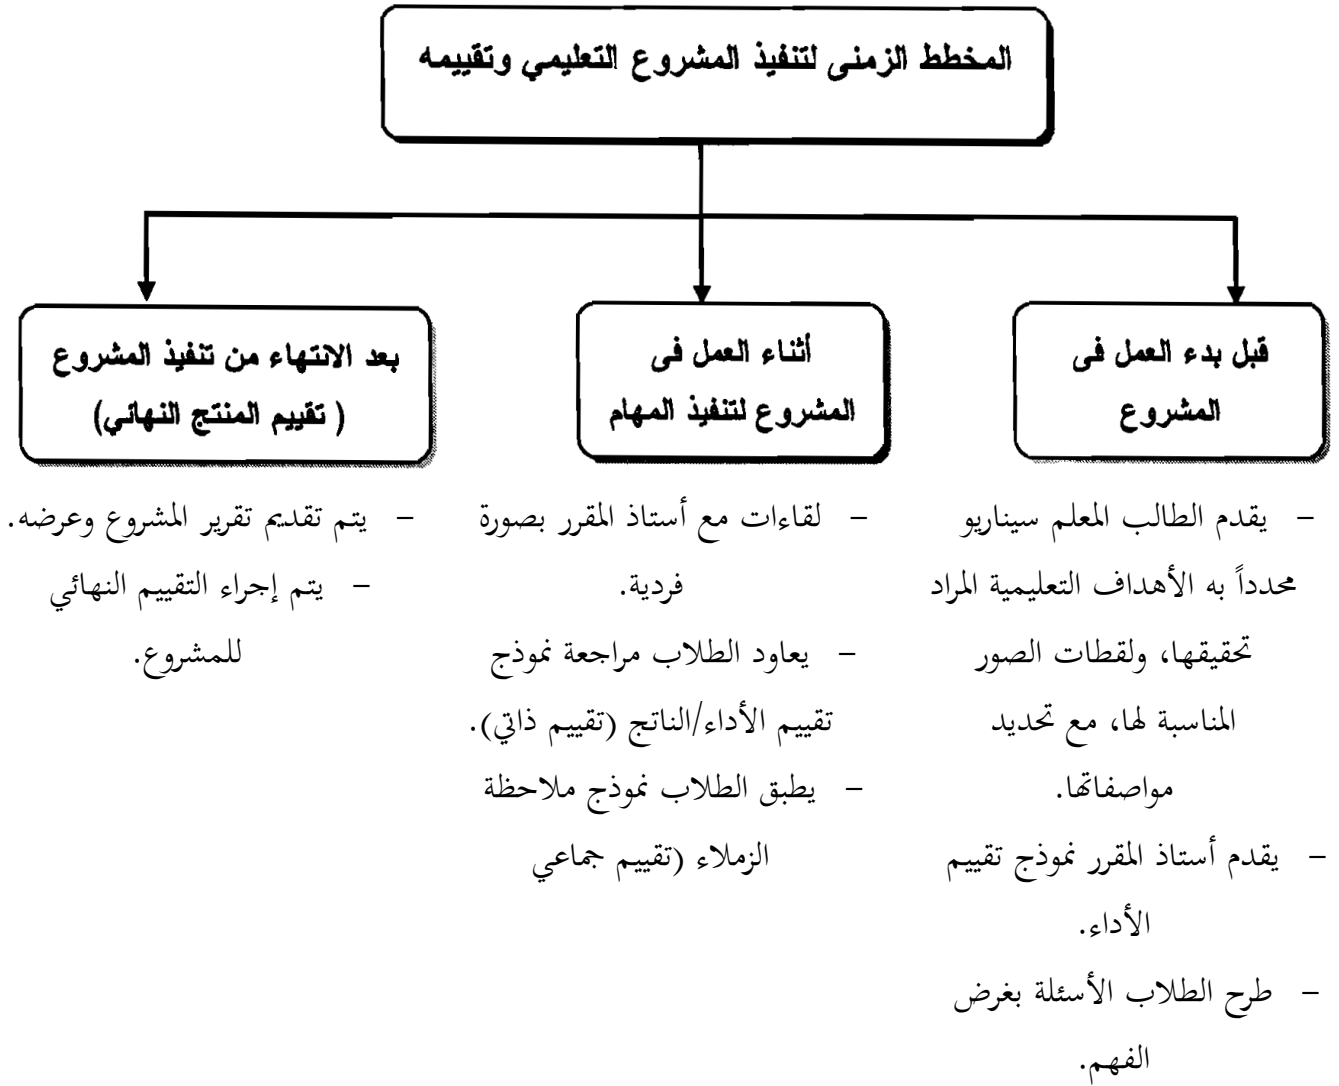 المخطط الزمنى لتنفيذ المشروع التعليمي وتقييمه
قبل بدء العمل فى
المشروع
– يقدم الطالب المعلم سيناريو
محدداً به الأهداف التعليمية المراد
تحقيقها، ولقطات الصور
المناسبة لها، مع تحديد
مواصفاتها.
– يقدم أستاذ المقرر نموذج تقييم
الأداء.
– طرح الطلاب الأسئلة بغرض
الفهم.
أثناء العمل فى
المشروع لتنفيذ المهام
– لقاءات مع أستاذ المقرر بصورة
فردية.
– يعاود الطلاب مراجعة نموذج
تقييم الأداء/الناتج (تقييم ذاتي).
– يطبق الطلاب نموذج ملاحظة
الزملاء (تقييم جماعي
بعد الانتهاء من تنفيذ المشروع
( تقييم المنتج النهائي)
– يتم تقديم تقرير المشروع وعرضه.
– يتم إجراء التقييم النهائي
للمشروع.